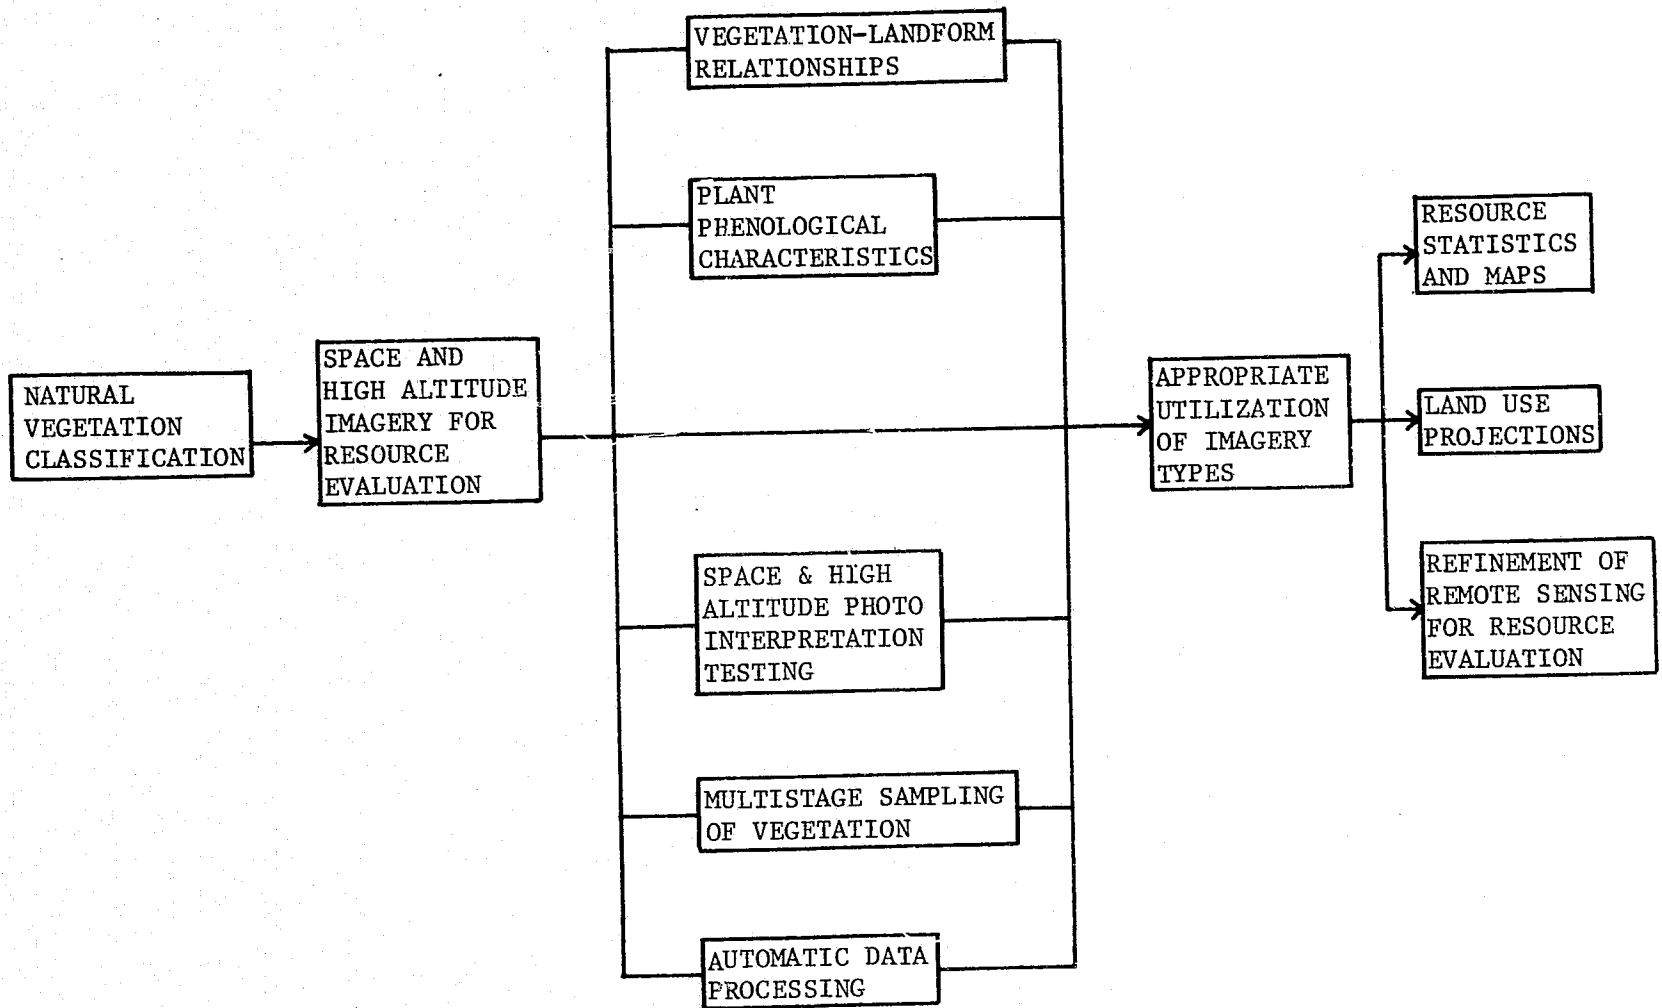 NATURAL
VEGETATION
CLASSIFICATION
SPACE AND
HIGH ALTITUDE
IMAGERY FOR
RESOURCE
EVALUATION
VEGETATION-LANDFORM
RELATIONSHIPS
PLANT
PHENOLOGICAL
CHARACTERISTICS
SPACE & HIGH
ALTITUDE PHOTO
INTERPRETATION
TESTING
MULTISTAGE SAMPLING
OF VEGETATION
AUTOMATIC DATA
PROCESSING
APPROPRIATE
UTILIZATION
OF IMAGERY
TYPES
RESOURCE
STATISTICS
AND MAPS
LAND USE
PROJECTIONS
REFINEMENT OF
REMOTE SENSING
FOR RESOURCE
EVALUATION